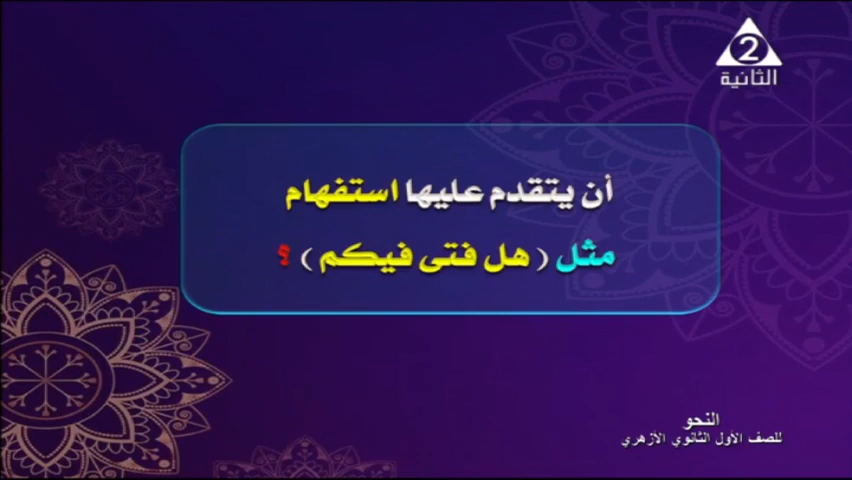 2
الثانية
أن يتقدم عليها استفهام
مثل ( هل فتى فيكم ) ؟
النحو
للصف الأول الثانوي الأزهري